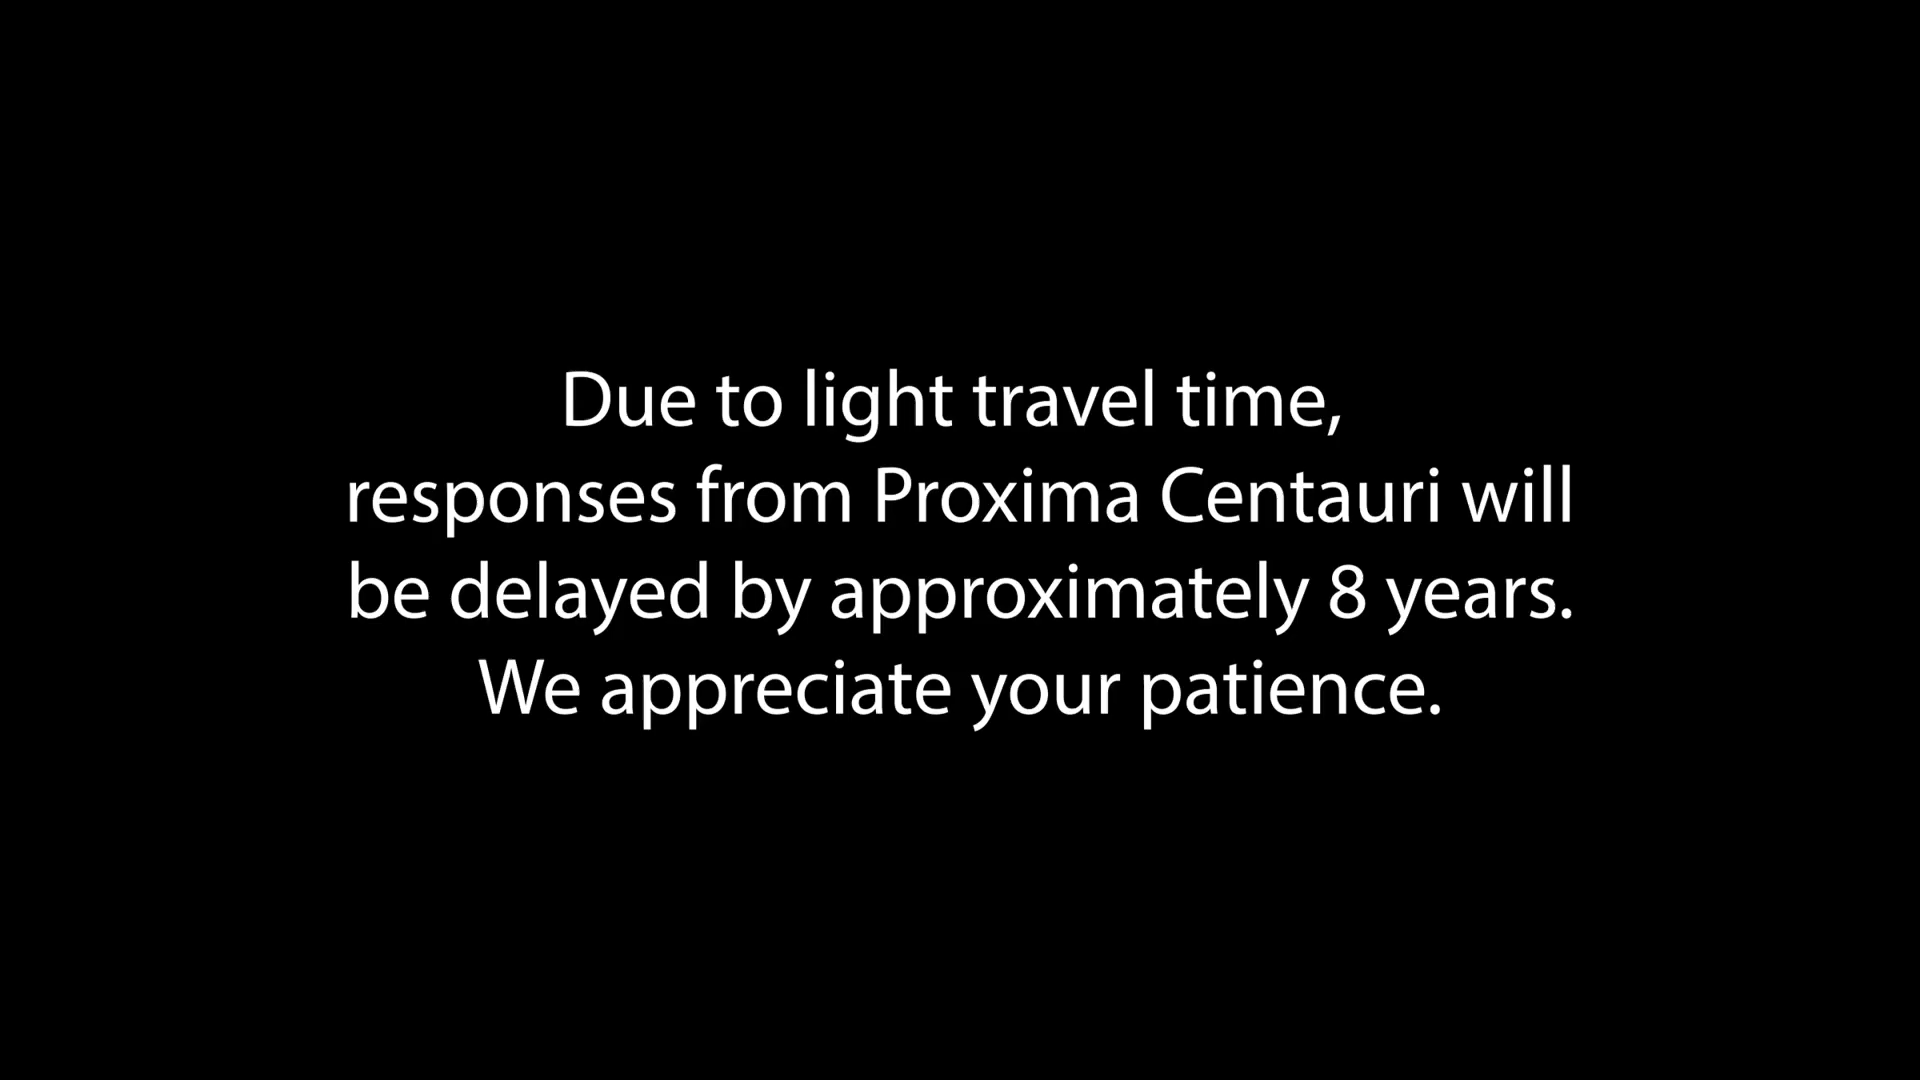 Due to light travel time,
responses from Proxima Centauri will
be delayed by approximately 8 years.
We appreciate your patience.